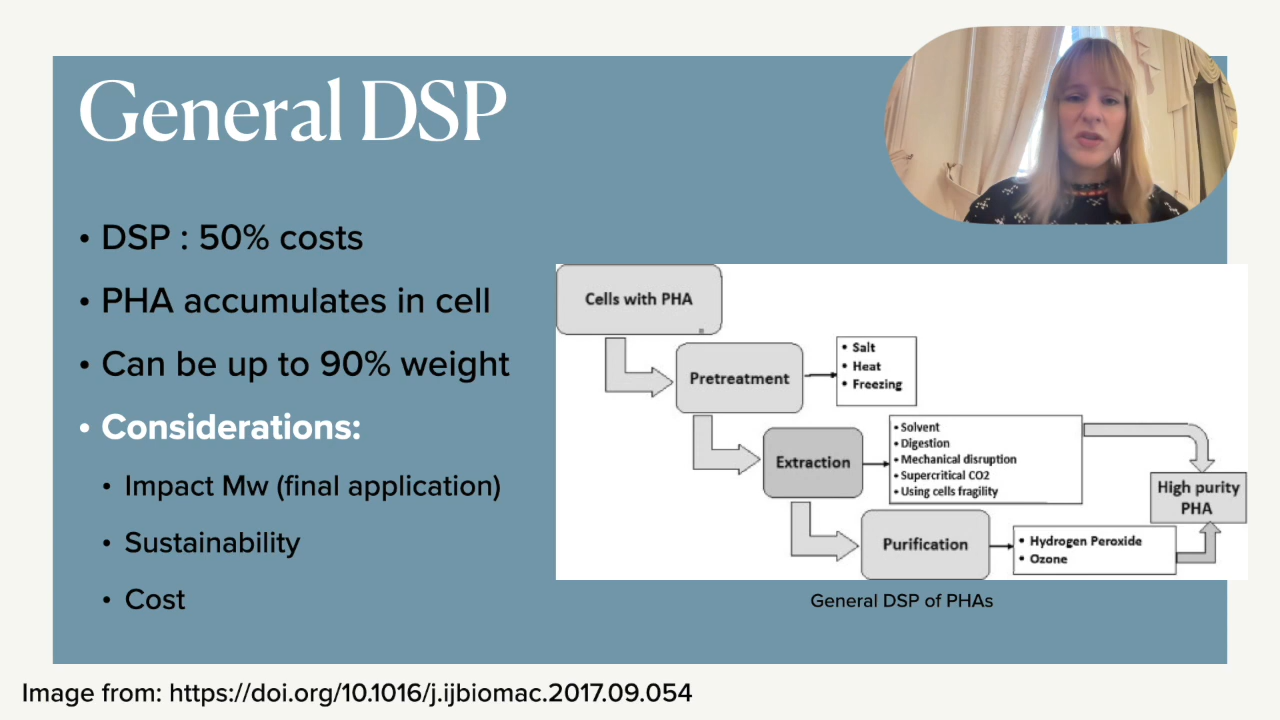 General DSP
• DSP : 50% costs
• PHA accumulates in cell
• Can be up to 90% weight
• Considerations:
• Impact Mw (final application)
• Sustainability
• Cost
Cells with PHA
Pretreatment
• Salt
• Heat
• Freezing
Extraction
• Solvent
• Digestion
• Mechanical disruption
• Supercritical CO2
• Using cells fragility
High purity
PHA
Purification
• Hydrogen Peroxide
• Ozone
General DSP of PHAs
Image from: https://doi.org/10.1016/j.ijbiomac.2017.09.054